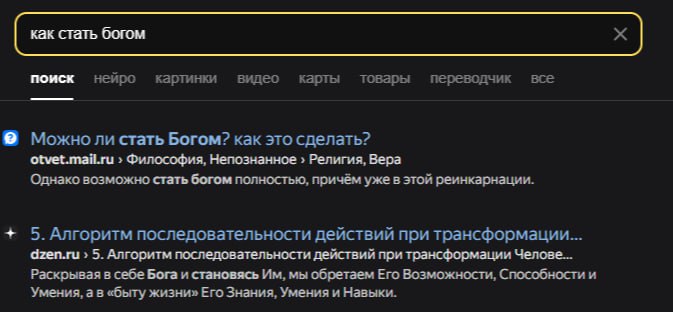 как стать богом
поиск нейро картинки видео карты товары переводчик все
Можно ли стать Богом? как это сделать?
otvet.mail.ru › Философия, Непознанное › Религия, Вера
Однако возможно стать богом полностью, причём уже в этой реинкарнации.
5. Алгоритм последовательности действий при трансформации...
dzen.ru › 5. Алгоритм последовательности действий при трансформации Челове...
Раскрывая в себе Бога и становясь Им, мы обретаем Его Возможности, Способности и
Умения, а в «быту жизни» Его Знания, Умения и Навыки.